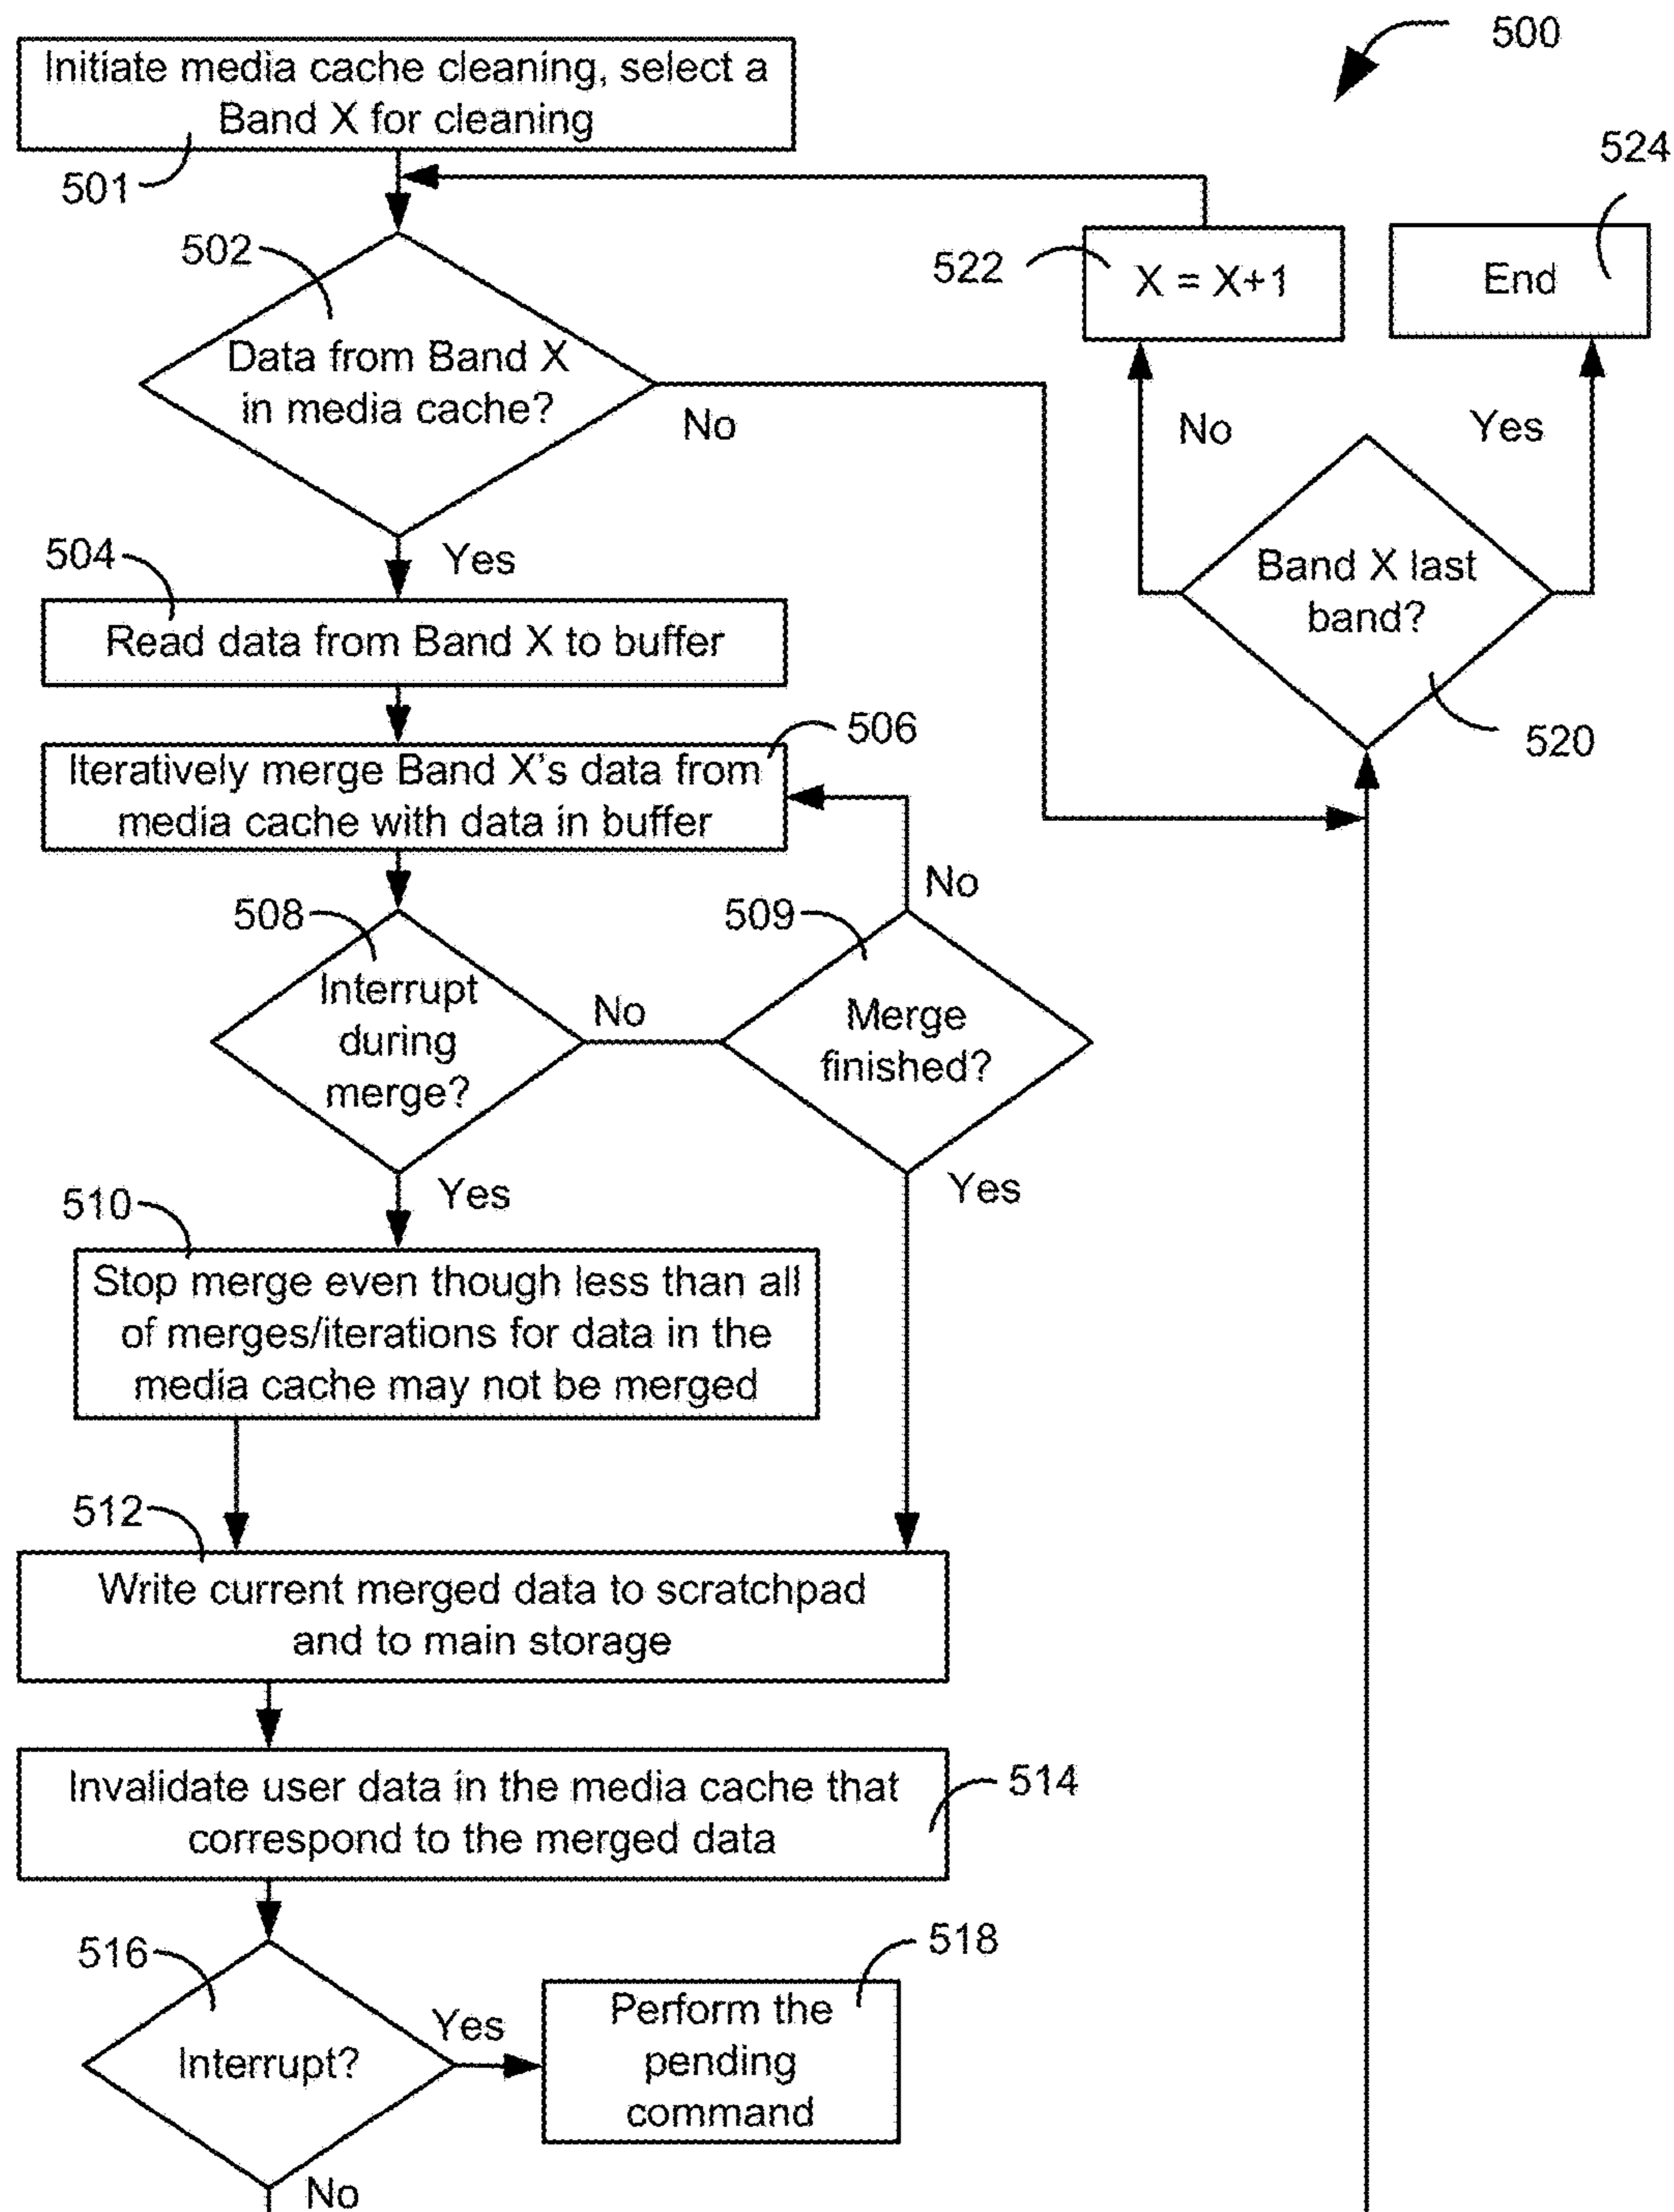 500
Initiate media cache cleaning, select a
Band X for cleaning
501
524
502
522
X = X+1
End
Data from Band X
in media cache?
No
No
Yes
504
Yes
Band X last
band?
Read data from Band X to buffer
520
506
Iteratively merge Band X's data from
media cache with data in buffer
No
508
509
Interrupt
during
merge?
No
Merge
finished?
Yes
Yes
510
Stop merge even though less than all
of merges/iterations for data in the
media cache may not be merged
512
Write current merged data to scratchpad
and to main storage
Invalidate user data in the media cache that
correspond to the merged data
514
516
518
Interrupt?
Yes
Perform the
pending
command
No